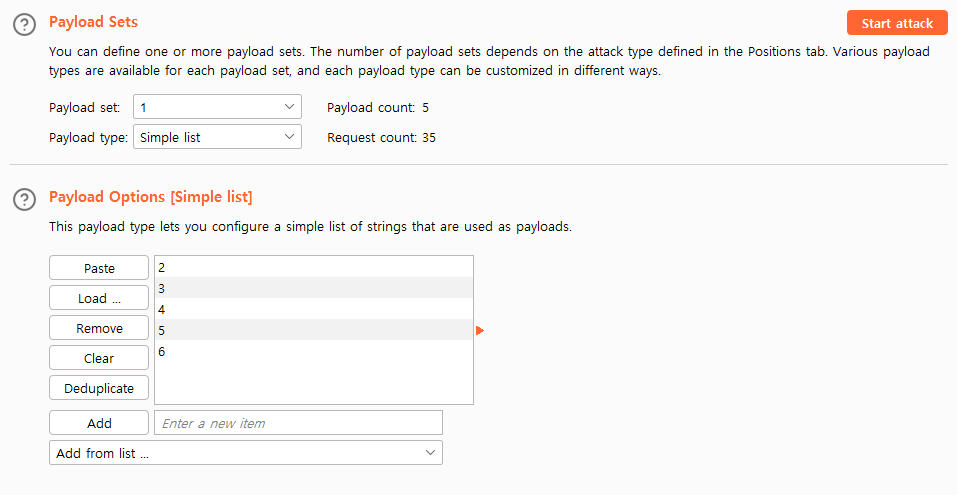 Payload Sets
Start attack
You can define one or more payload sets. The number of payload sets depends on the attack type defined in the Positions tab. Various payload
types are available for each payload set, and each payload type can be customized in different ways.
Payload set: 1 Payload count: 5
Payload type: Simple list Request count: 35
Payload Options [Simple list]
This payload type lets you configure a simple list of strings that are used as payloads.
Paste
Load ...
Remove
Clear
Deduplicate
2
3
4
5
6
Add Enter a new item
Add from list ...